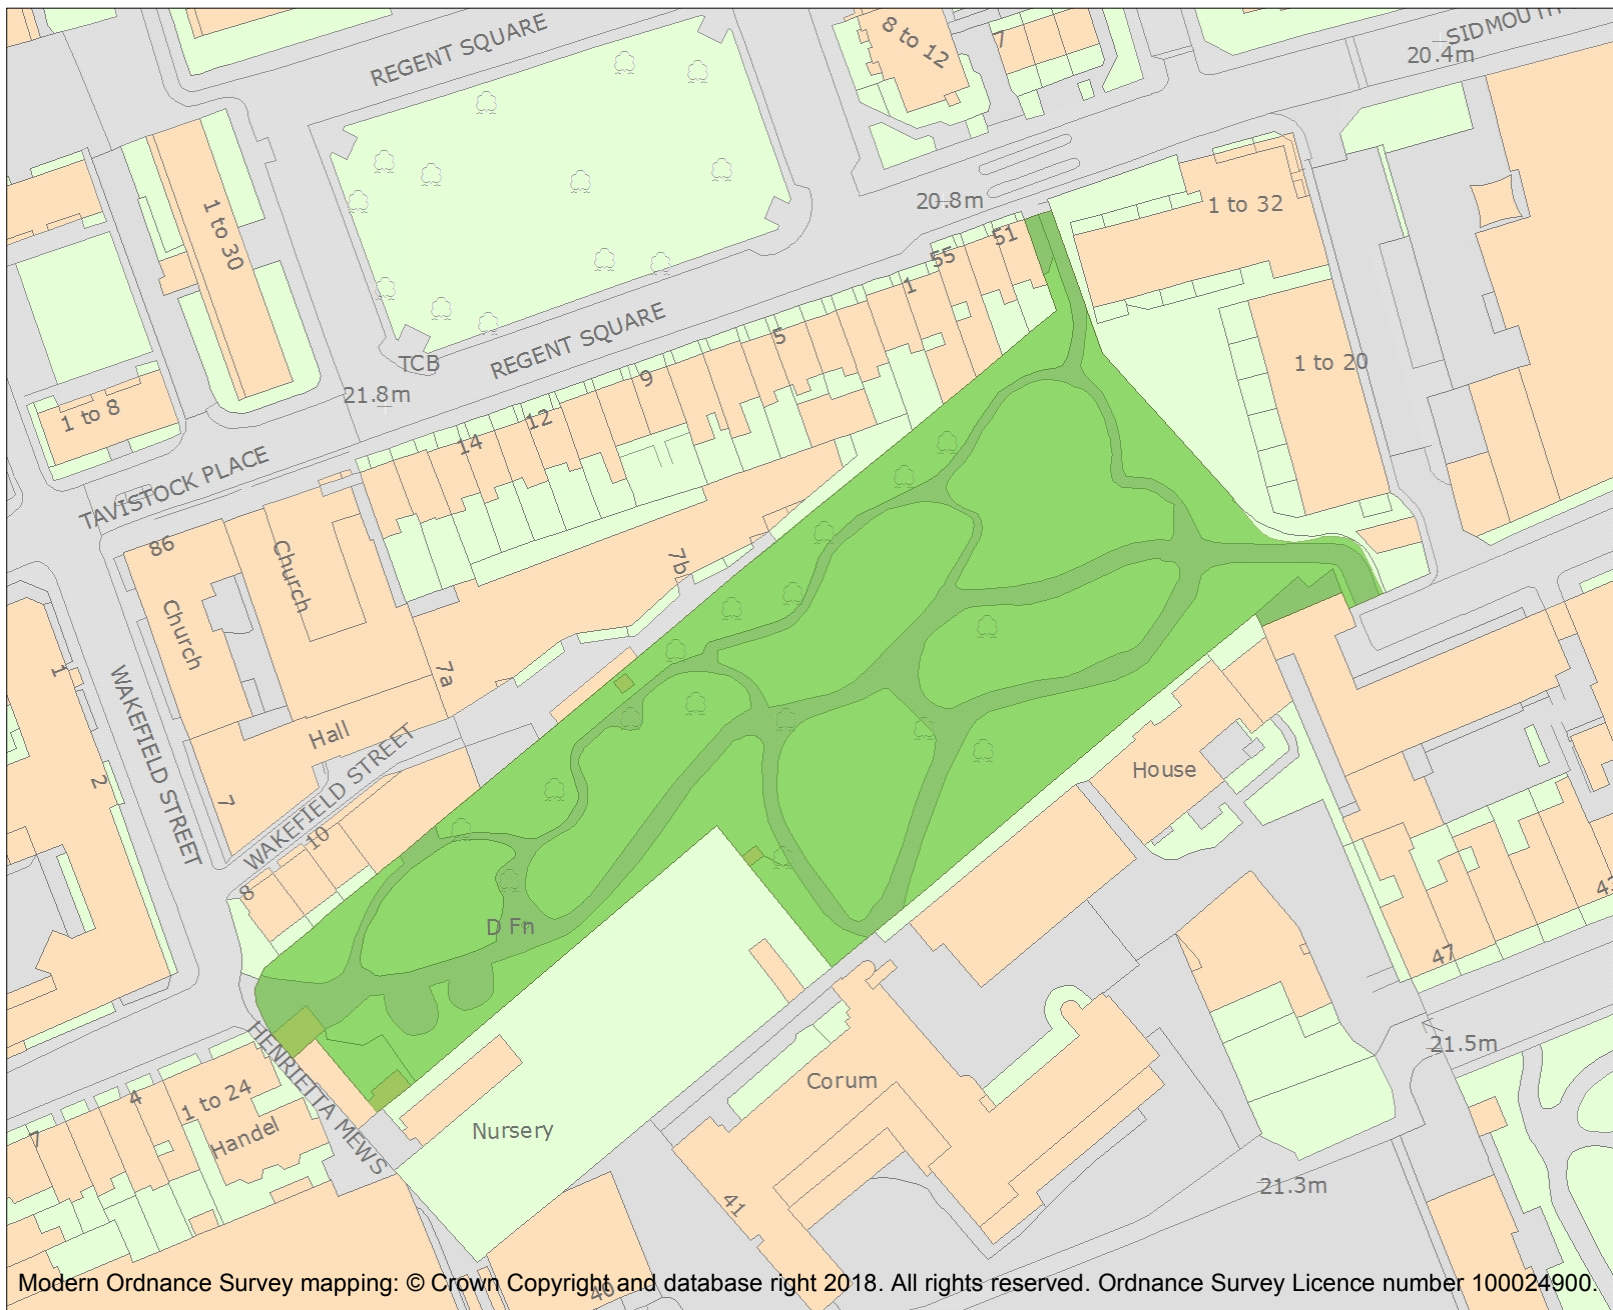 REGENT SQUARE
8 to 12
7
SIDMOUTH
20.4m
1 to 30
20.8m
1 to 32
51
55
1
REGENT SQUARE
5
TCB
9
1 to 20
21.8m
1 to 8
12
14
TAVISTOCK PLACE
86
Church
Church
7b
1
7a
WAKEFIELD STREET
Hall
WAKEFIELD STREET
2
7
House
10
8
D Fn
47
HENRIETTA MEWS
21.5m
Corum
4
1 to 24
Handel
7
Nursery
21.3m
41
40
Modern Ordnance Survey mapping: © Crown Copyright and database right 2018. All rights reserved. Ordnance Survey Licence number 100024900.